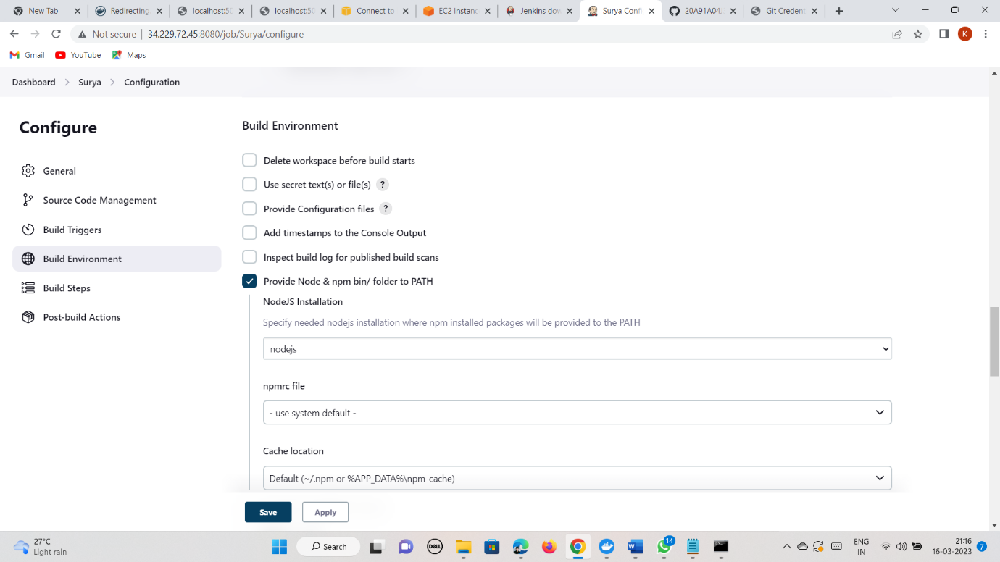 New Tab
Redirecting
localhost:50
localhost:50
Connect to
EC2 Instanc
Jenkins dow
Surya Confi
20A91A04J
Git Credent
Not secure
34.229.72.45:8080/job/Surya/configure
K
Gmail
YouTube
Maps
Dashboard
Surya
Configuration
Configure
General
Source Code Management
Build Triggers
Build Environment
Build Steps
Post-build Actions
Build Environment
Delete workspace before build starts
Use secret text(s) or file(s) ?
Provide Configuration files ?
Add timestamps to the Console Output
Inspect build log for published build scans
Provide Node & npm bin/ folder to PATH
NodeJS Installation
Specify needed nodejs installation where npm installed packages will be provided to the PATH
nodejs
npmrc file
- use system default -
Cache location
Default (~/.npm or %APP_DATA%\npm-cache)
Save
Apply
27°C
Light rain
Search
DELL
14
ENG
IN
21:16
16-03-2023
7